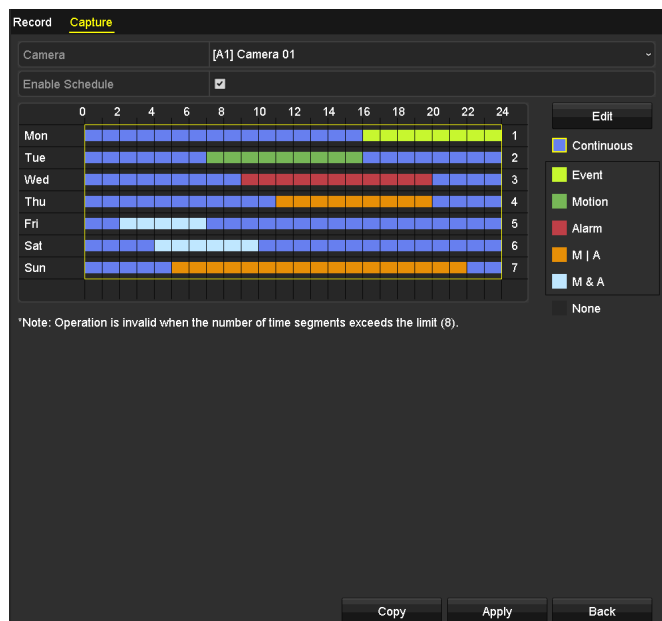 Record Capture
Camera [A1] Camera 01
Enable Schedule
0 2 4 6 8 10 12 14 16 18 20 22 24
Edit
Mon 1
Continuous
Tue 2
Event
Wed 3
Motion
Thu 4
Alarm
Fri 5
M | A
Sat 6
M & A
Sun 7
None
*Note: Operation is invalid when the number of time segments exceeds the limit (8).
Copy Apply Back